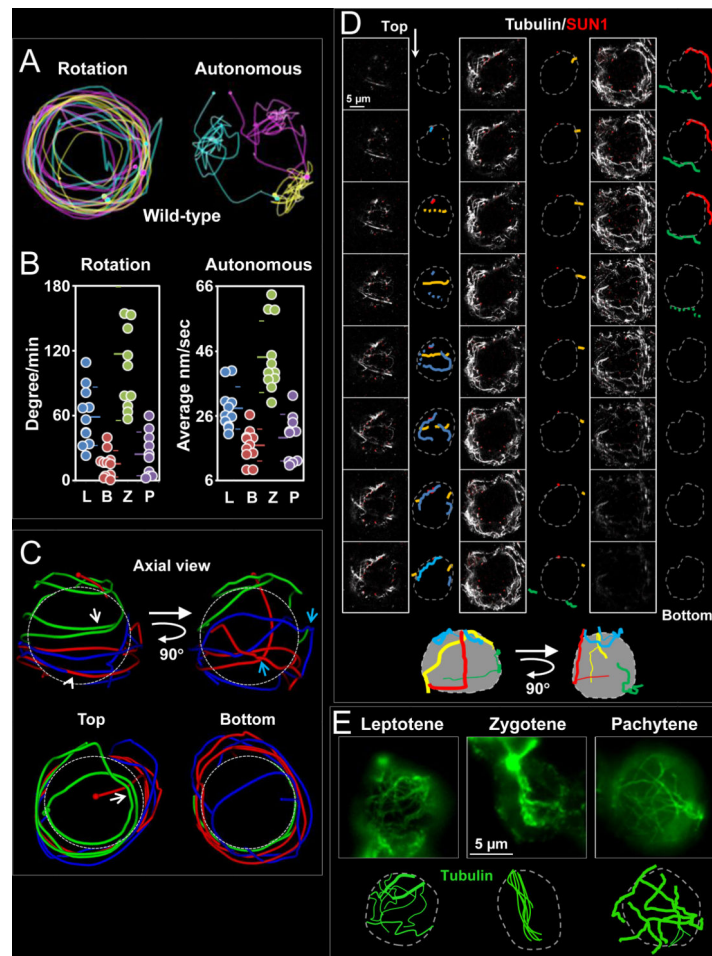 A
Rotation
Autonomous
Wild-type
B
Rotation
Autonomous
Degree/min
180
120
60
0
L B Z P
Average nm/sec
66
46
26
6
L B Z P
C
Axial view
90°
Top
Bottom
D
Tubulin/SUN1
Top
5 µm
Bottom
90°
E
Leptotene
Zygotene
Pachytene
5 µm
Tubulin